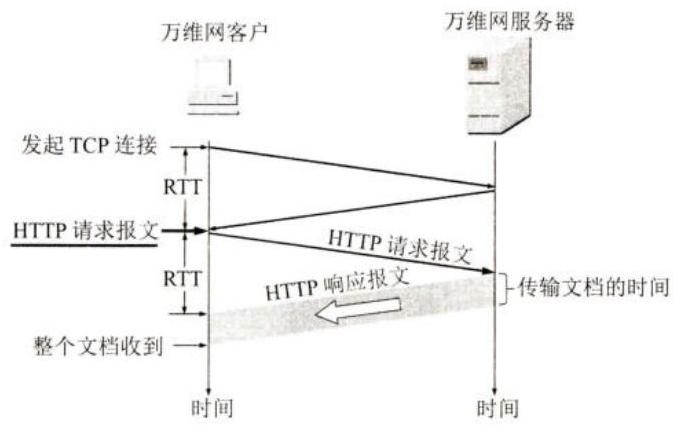 万维网客户
万维网服务器
发起 TCP 连接
RTT
HTTP 请求报文
HTTP 请求报文
RTT
HTTP 响应报文
传输文档的时间
整个文档收到
时间
时间